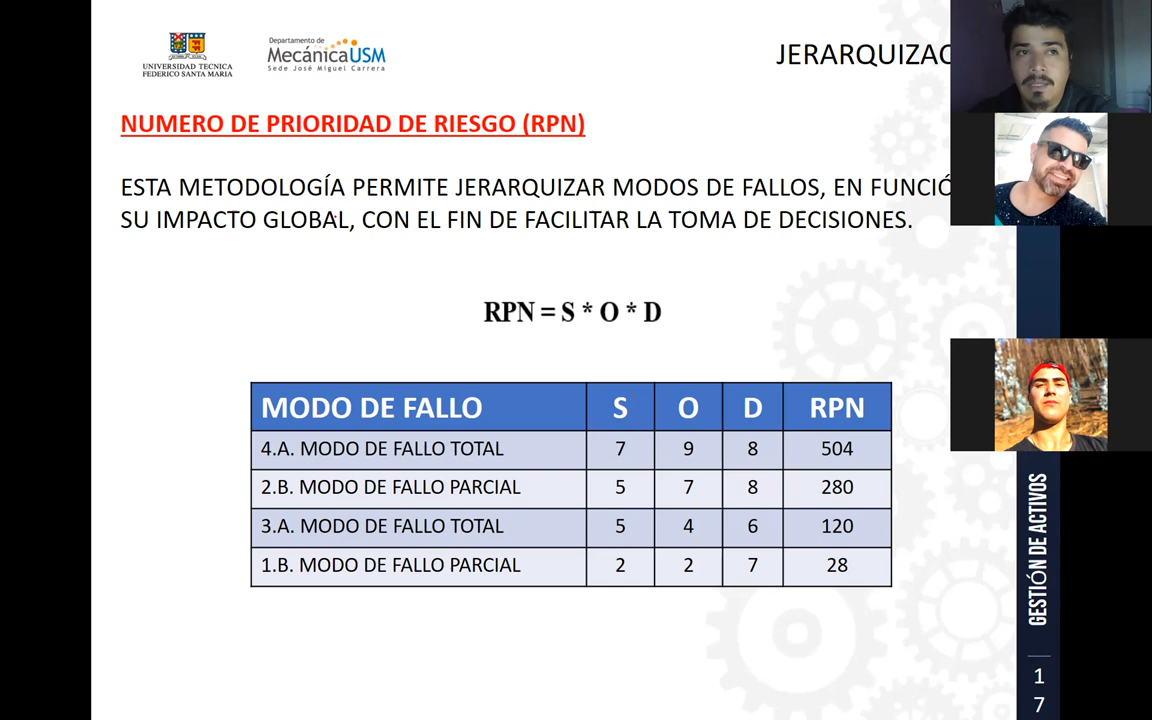 UNIVERSIDAD TECNICA
FEDERICO SANTA MARIA
Departamento de
MecánicaUSM
Sede José Miguel Carrera
JERARQUIZAC
NUMERO DE PRIORIDAD DE RIESGO (RPN)
ESTA METODOLOGÍA PERMITE JERARQUIZAR MODOS DE FALLOS, EN FUNCIÓ
SU IMPACTO GLOBAL, CON EL FIN DE FACILITAR LA TOMA DE DECISIONES.
RPN = S * O * D
MODO DE FALLO S O D RPN
4.A. MODO DE FALLO TOTAL 7 9 8 504
2.B. MODO DE FALLO PARCIAL 5 7 8 280
3.A. MODO DE FALLO TOTAL 5 4 6 120
1.B. MODO DE FALLO PARCIAL 2 2 7 28
GESTIÓN DE ACTIVOS
1
7